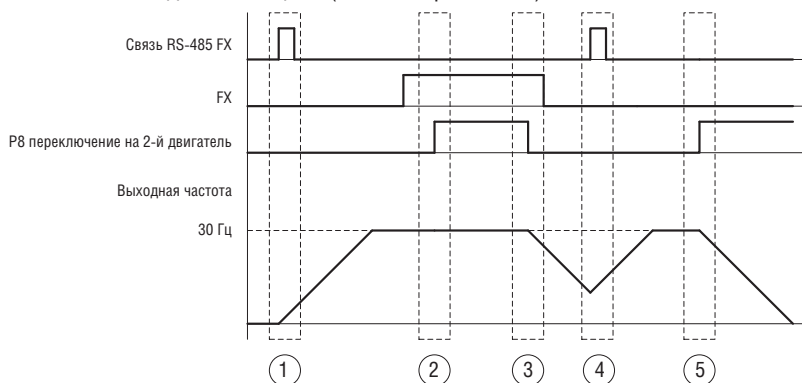 Связь RS-485 FX
FX
P8 переключение на 2-й двигатель
Выходная частота
30 Гц
1 2 3 4 5